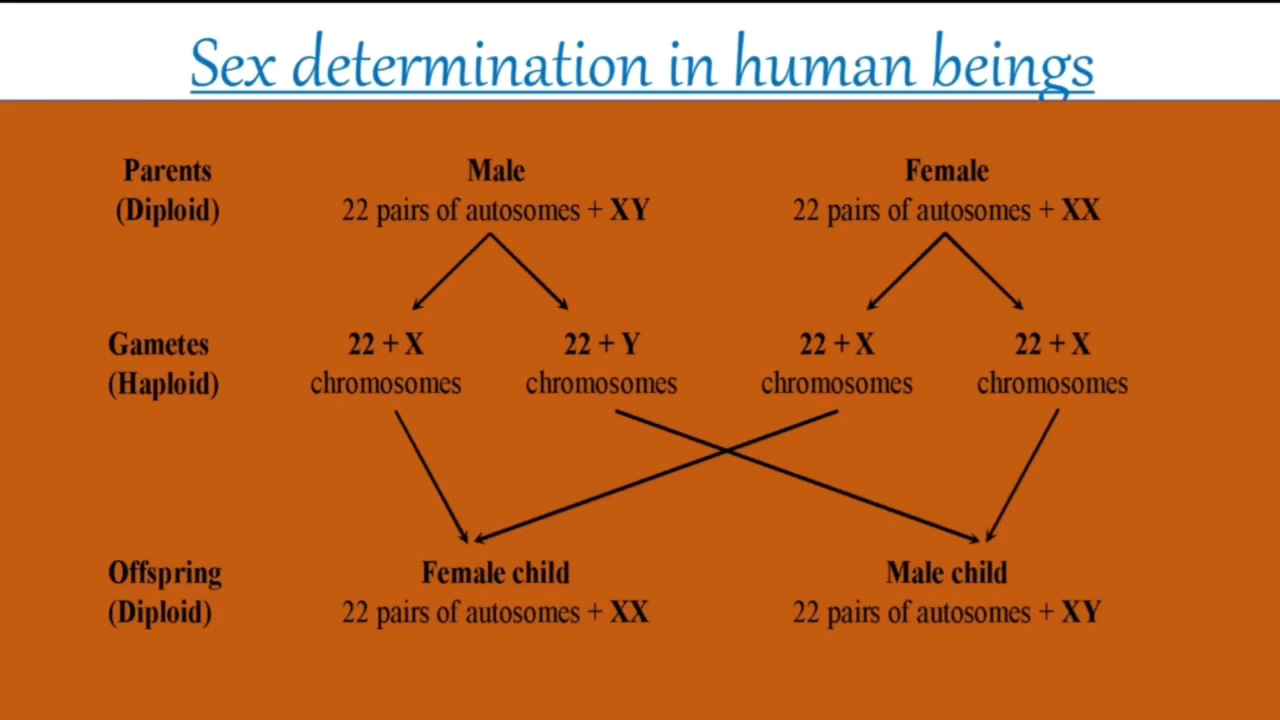 Sex determination in human beings
Parents Male Female
(Diploid) 22 pairs of autosomes + XY 22 pairs of autosomes + XX
Gametes 22 + X 22 + Y 22 + X 22 + X
(Haploid) chromosomes chromosomes chromosomes chromosomes
Offspring Female child Male child
(Diploid) 22 pairs of autosomes + XX 22 pairs of autosomes + XY